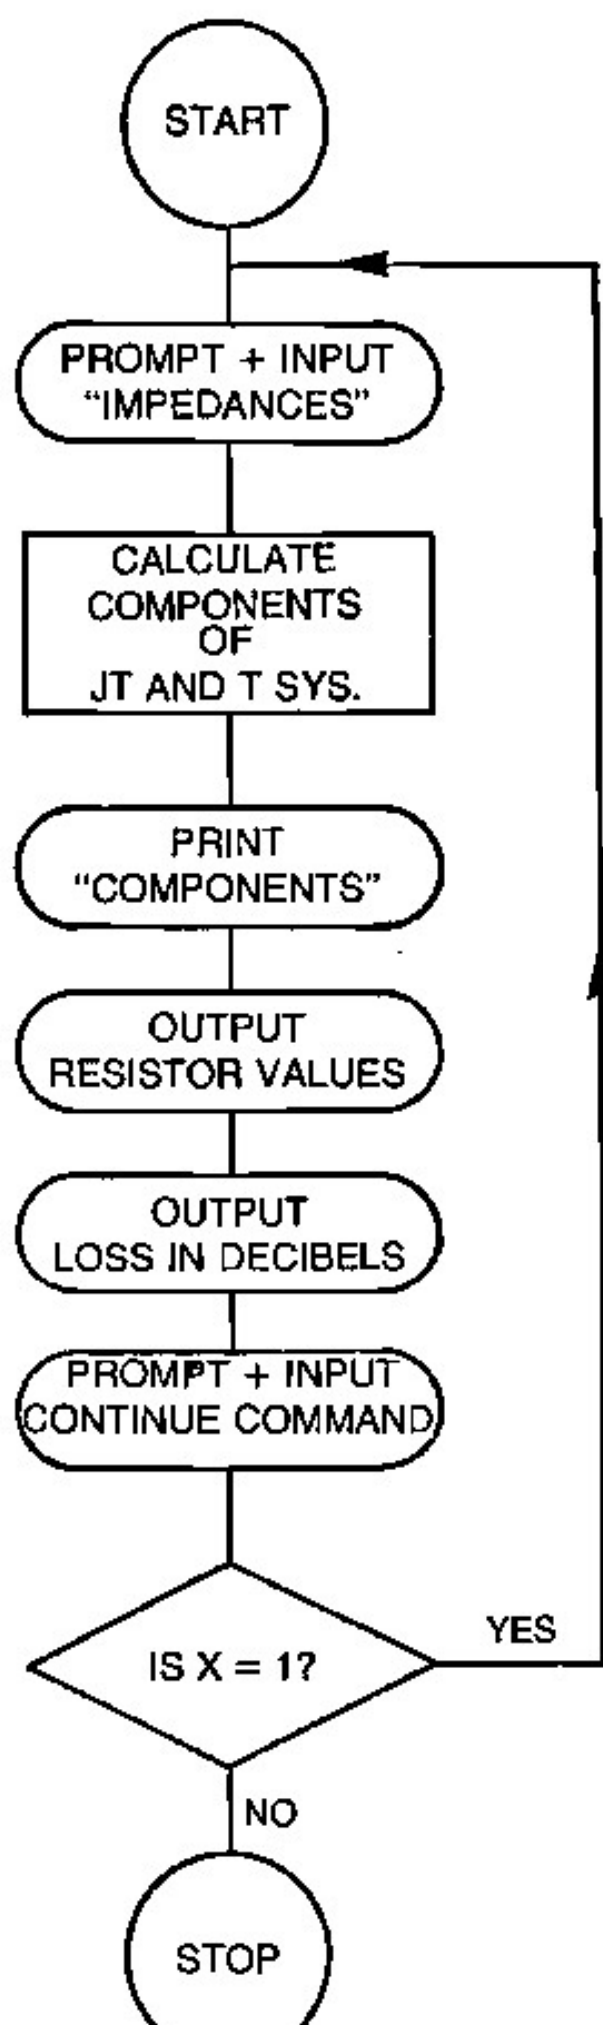 START
PROMPT + INPUT
“IMPEDANCES”
CALCULATE
COMPONENTS
OF
JT AND T SYS.
PRINT
“COMPONENTS”
OUTPUT
RESISTOR VALUES
OUTPUT
LOSS IN DECIBELS
PROMPT + INPUT
CONTINUE COMMAND
IS X = 1?
YES
NO
STOP